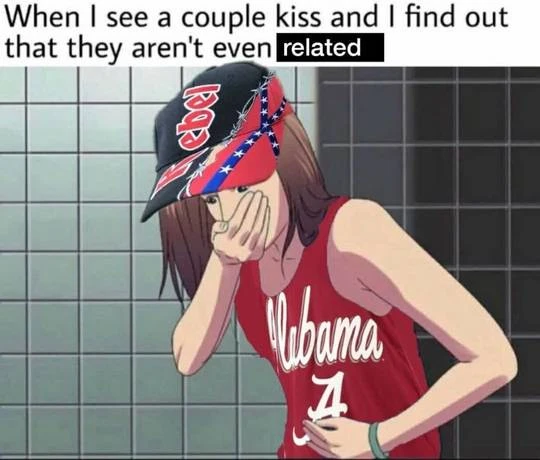 When I see a couple kiss and I find out
that they aren't even related
Rebel
Alabama
A